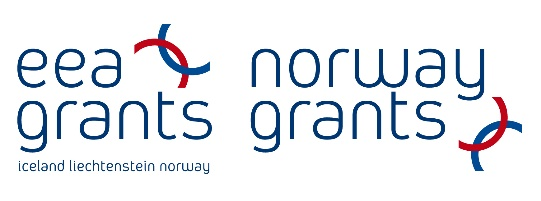 eea
grants
iceland liechtenstein norway
norway
grants